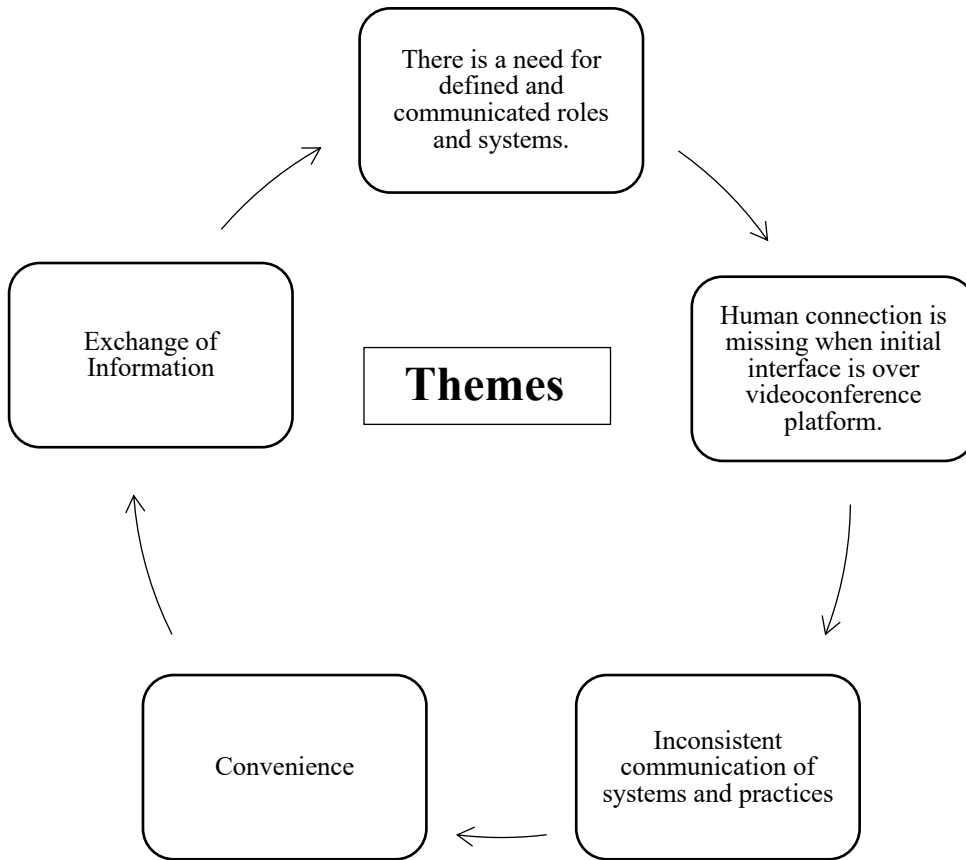 There is a need for
defined and
communicated roles
and systems.
Human connection is
missing when initial
interface is over
videoconference
platform.
Inconsistent
communication of
systems and practices
Convenience
Exchange of
Information
Themes